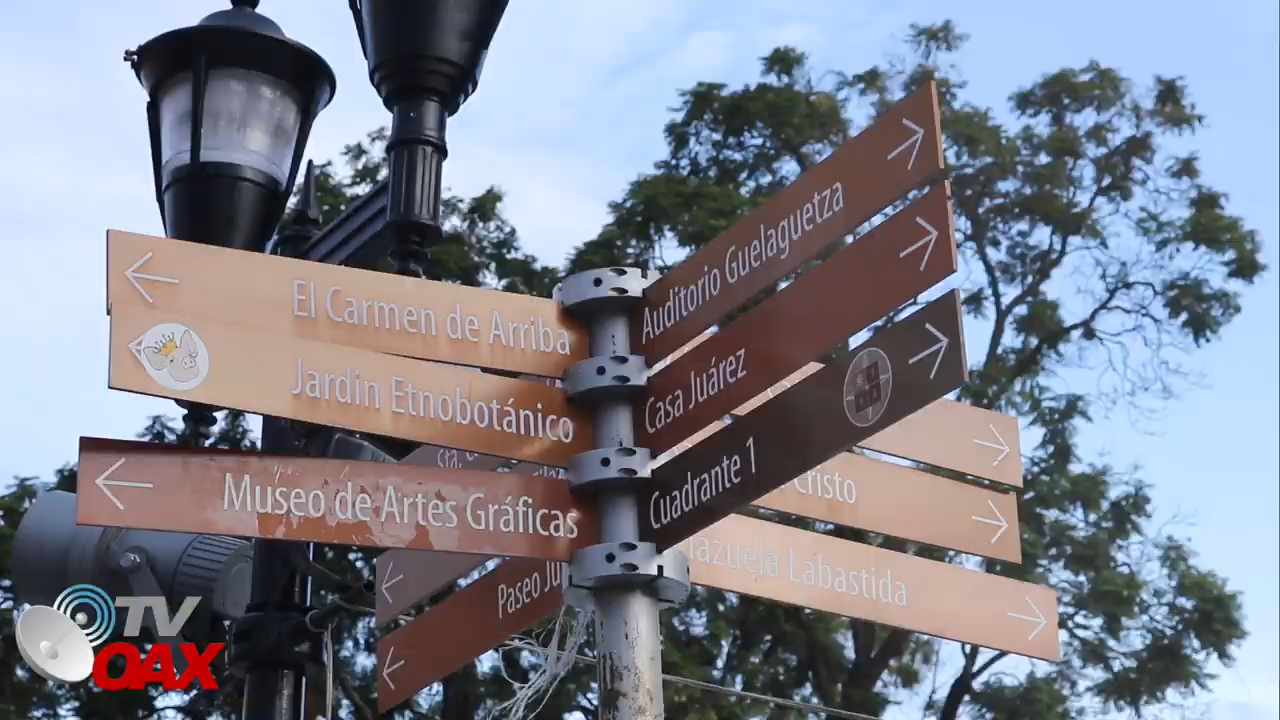 El Carmen de Arriba
Jardin Etnobotánico
Museo de Artes Gráficas
Auditorio Guelaguetza
Casa Juárez
Cuadrante 1
Cristo
Labastida
Paseo
TV
OAX